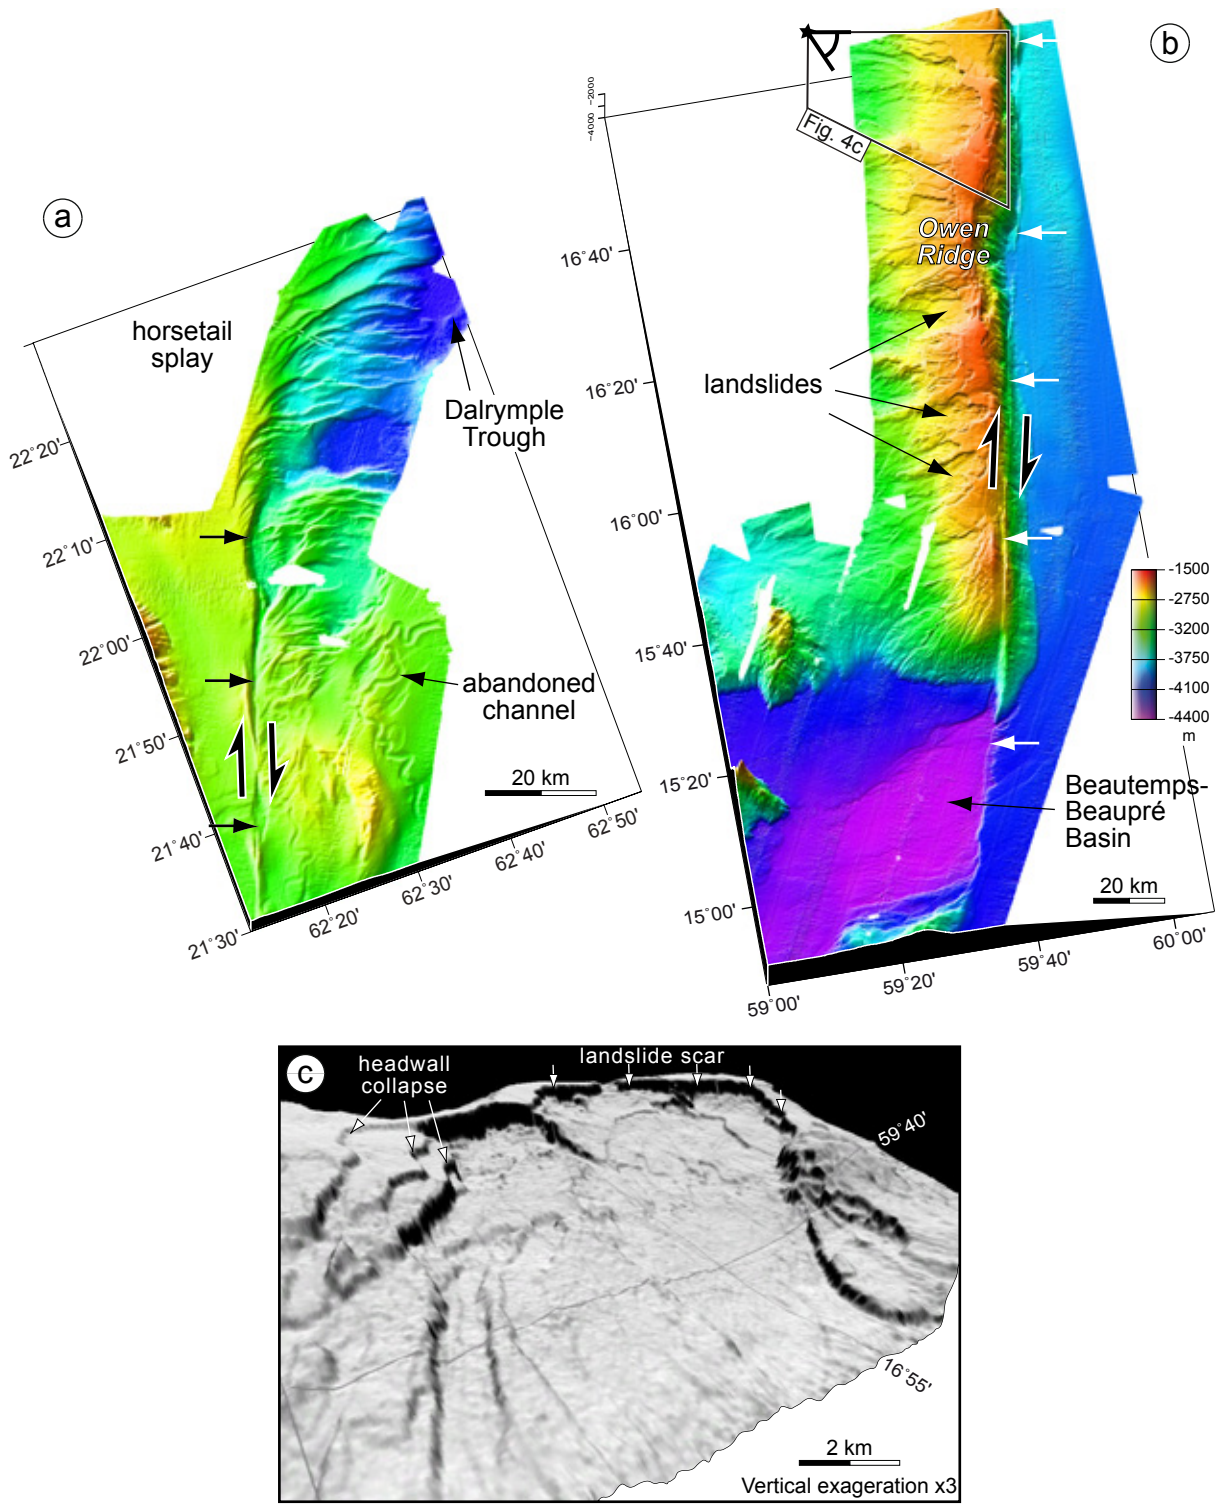 a
horsetail
splay
Dalrymple
Trough
abandoned
channel
20 km
22°20'
22°10'
22°00'
21°50'
21°40'
21°30'
62°20'
62°30'
62°40'
62°50'
b
-2000
-4000
Fig. 4c
Owen
Ridge
landslides
16°40'
16°20'
16°00'
15°40'
15°20'
15°00'
59°00'
59°20'
59°40'
60°00'
-1500
-2750
-3200
-3750
-4100
-4400
m
Beautemps-
Beaupré
Basin
20 km
c
headwall
collapse
landslide scar
59°40'
16°55'
2 km
Vertical exageration x3